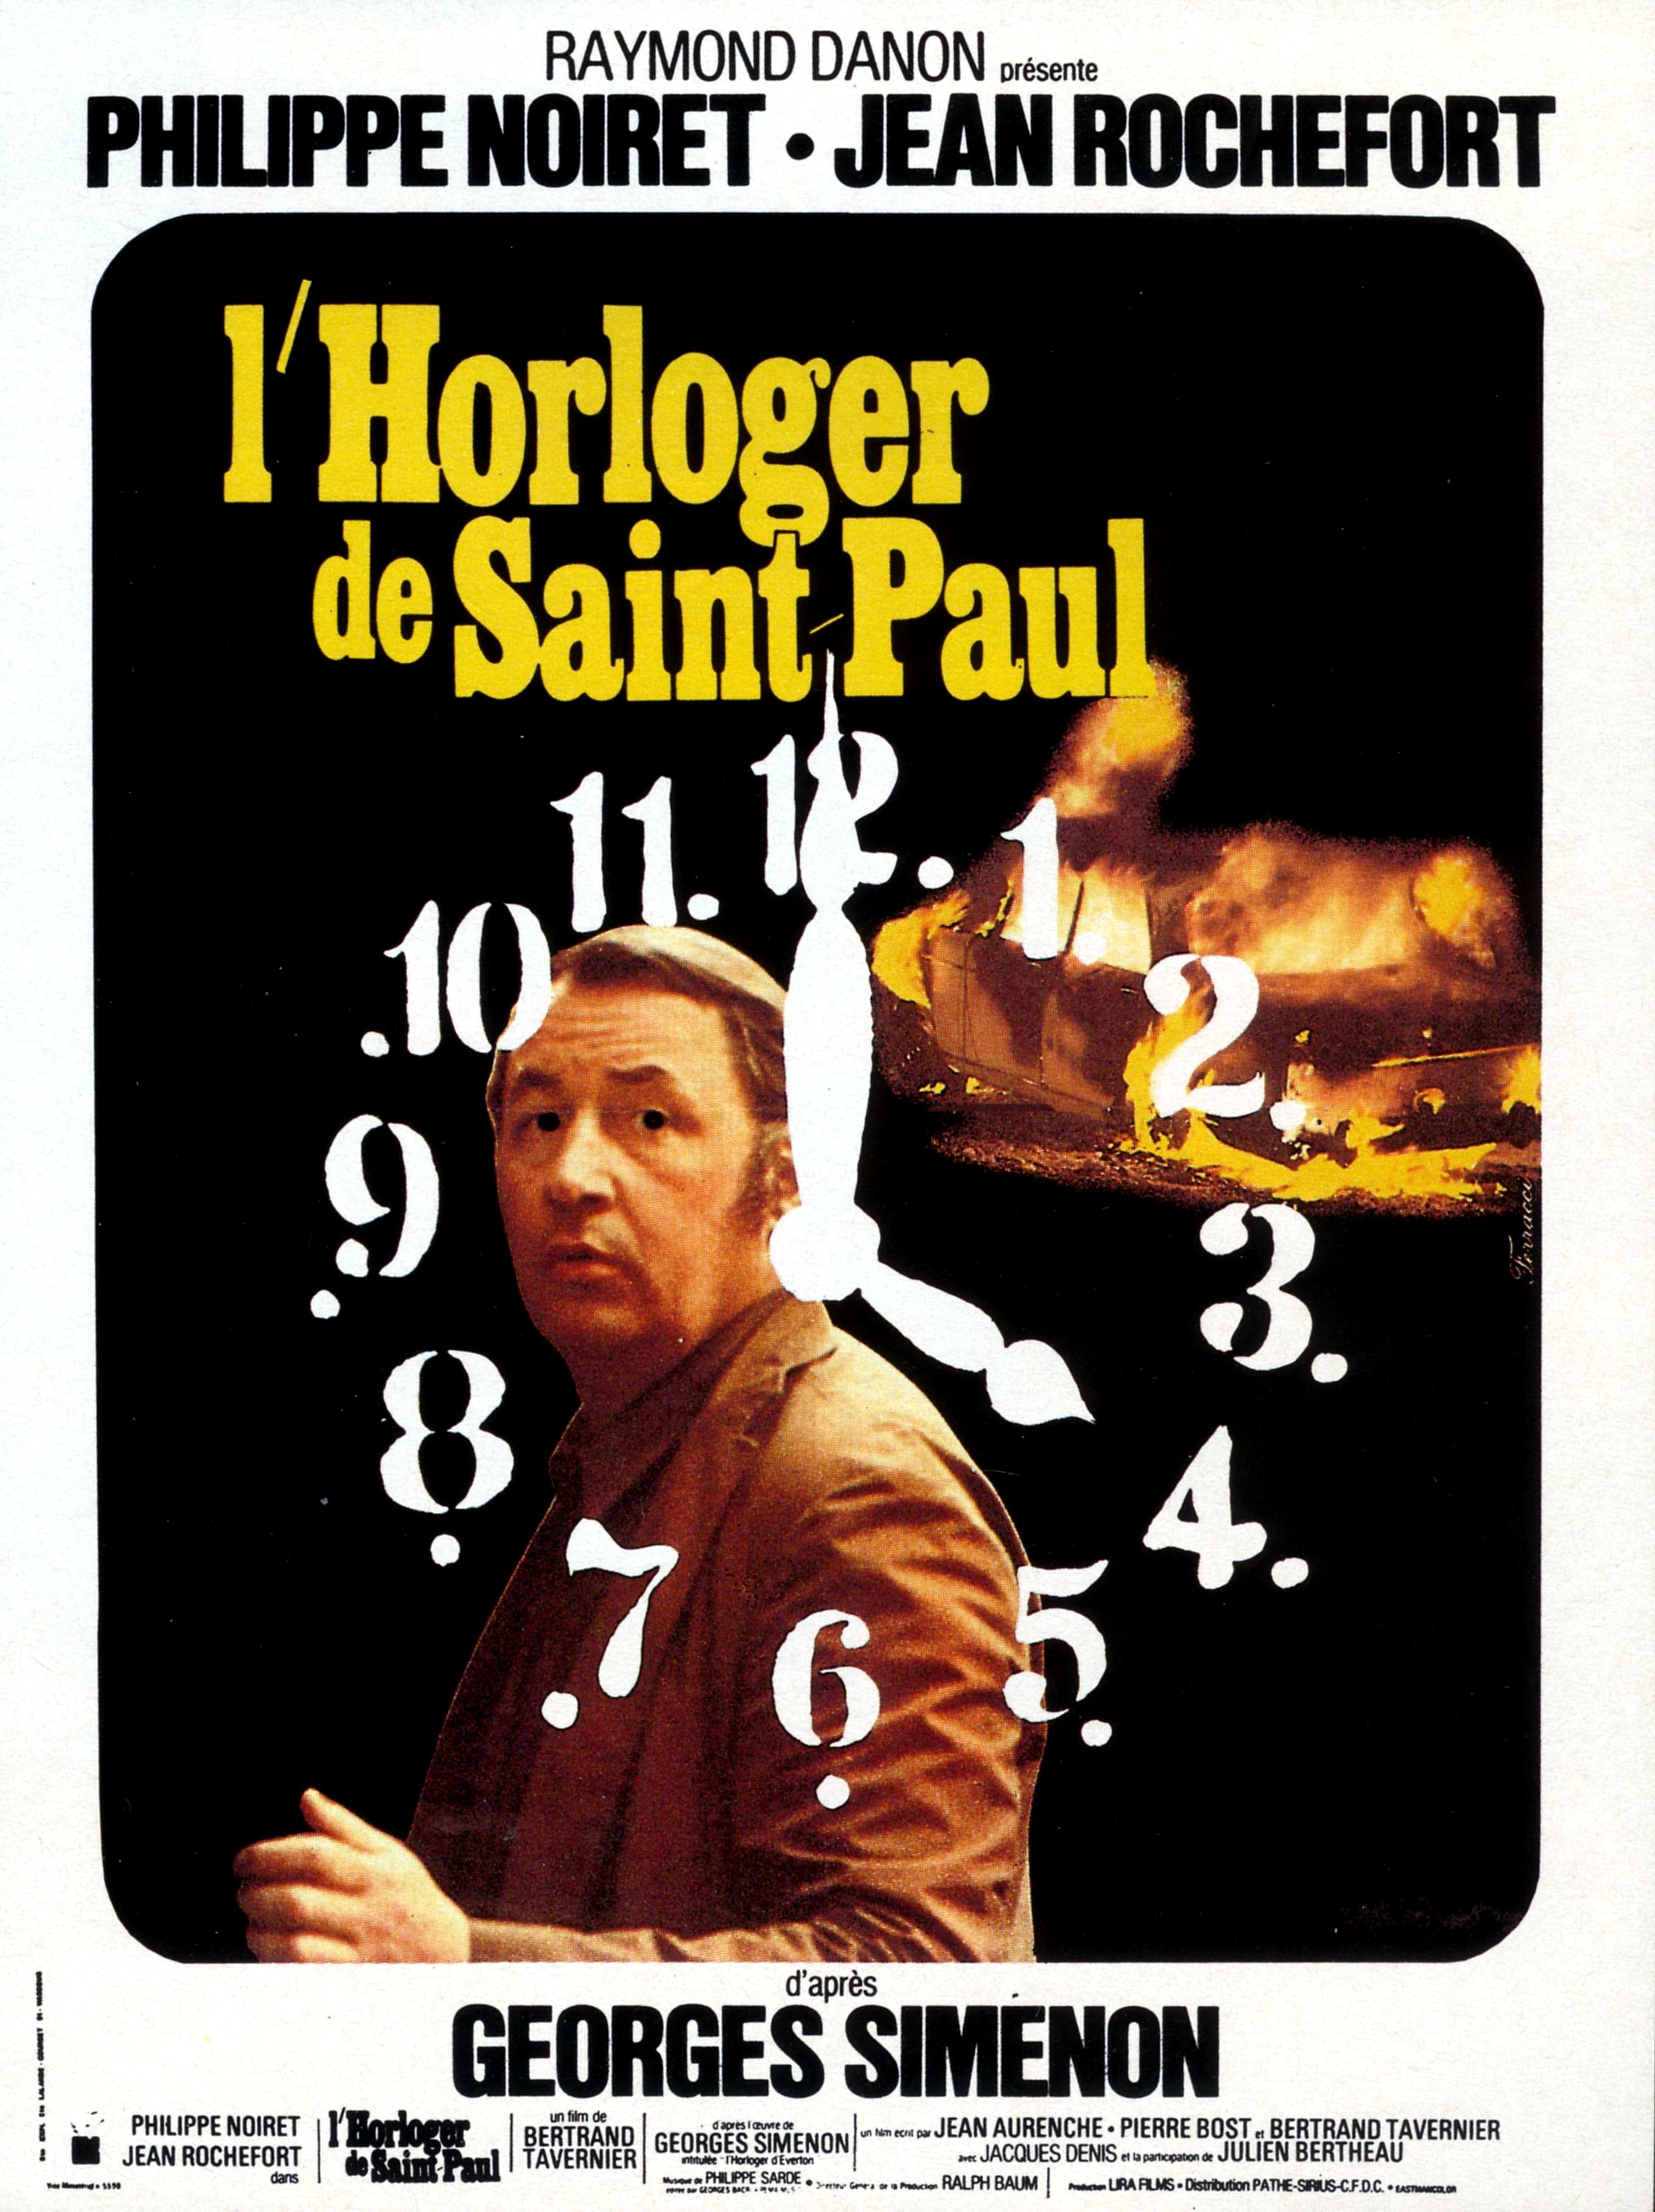 RAYMOND DANON présente
PHILIPPE NOIRET • JEAN ROCHEFORT
l'Horloger
de Saint-Paul
12.
11.
1.
.10
2.
9.
3.
8.
4.
.7
5.
6.
Ferracci
d'après
GEORGES SIMENON
PHILIPPE NOIRET
JEAN ROCHEFORT
dans
l'Horloger
de Saint-Paul
un film de
BERTRAND
TAVERNIER
d'après l'œuvre de
GEORGES SIMENON
intitulée "l'Horloger d'Everton
Musique de PHILIPPE SARDE • Directeur Général de la Production RALPH BAUM
un film écrit par JEAN AURENCHE • PIERRE BOST et BERTRAND TAVERNIER
avec JACQUES DENIS et la participation de JULIEN BERTHEAU
Production LIRA FILMS • Distribution PATHE-SIRIUS-C.F.D.C. • EASTMANCOLOR